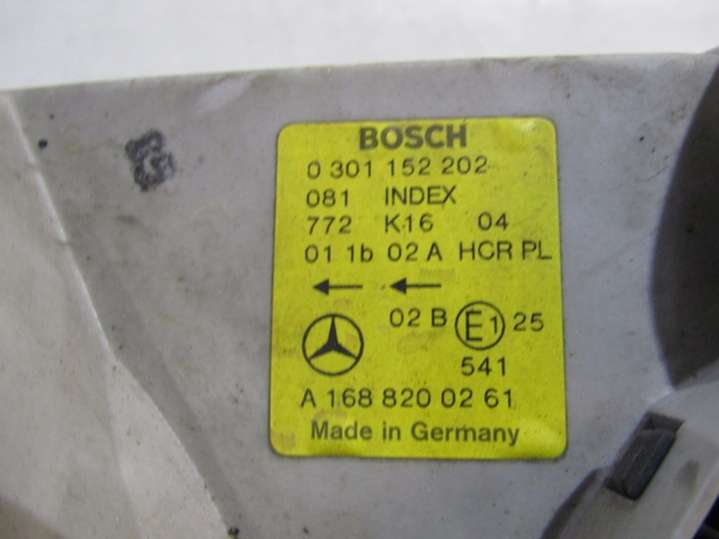 BOSCH
0 301 152 202
081 INDEX
772 K16 04
01 1b 02 A HCR PL
02 B E1 25
541
A 168 820 02 61
Made in Germany